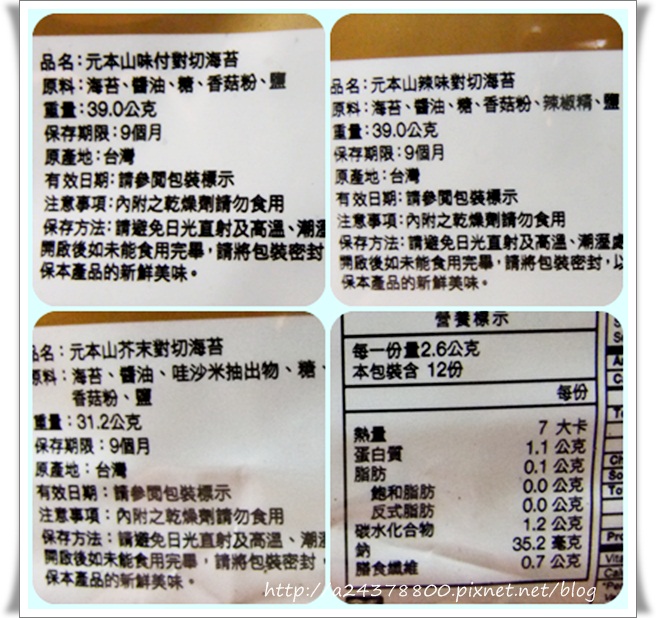 品名：元本山味付對切海苔
原料：海苔、醬油、糖、香菇粉、鹽
重量：39.0公克
保存期限：9個月
原產地：台灣
有效日期：請參閱包裝標示
注意事項：內附之乾燥劑請勿食用
保存方法：請避免日光直射及高溫、潮溼
開啟後如未能食用完畢，請將包裝密封
保本產品的新鮮美味。
品名：元本山辣味對切海苔
原料：海苔、醬油、糖、香菇粉、辣椒精、鹽
重量：39.0公克
保存期限：9個月
原產地：台灣
有效日期：請參閱包裝標示
注意事項：內附之乾燥劑請勿食用
保存方法：請避免日光直射及高溫、潮溼處
開啟後如未能食用完畢，請將包裝密封，以
保本產品的新鮮美味。
品名：元本山芥末對切海苔
原料：海苔、醬油、哇沙米抽出物、糖、
香菇粉、鹽
重量：31.2公克
保存期限：9個月
原產地：台灣
有效日期：請參閱包裝標示
注意事項：內附之乾燥劑請勿食用
保存方法：請避免日光直射及高溫、潮溼
開啟後如未能食用完畢，請將包裝密封，
保本產品的新鮮美味。
營養標示
每一份量2.6公克
本包裝含 12份
每份
熱量 7 大卡
蛋白質 1.1 公克
脂肪 0.1 公克
飽和脂肪 0.0 公克
反式脂肪 0.0 公克
碳水化合物 1.2 公克
鈉 35.2 毫克
膳食纖維 0.7 公克
http://a24378800.pixnet.net/blog